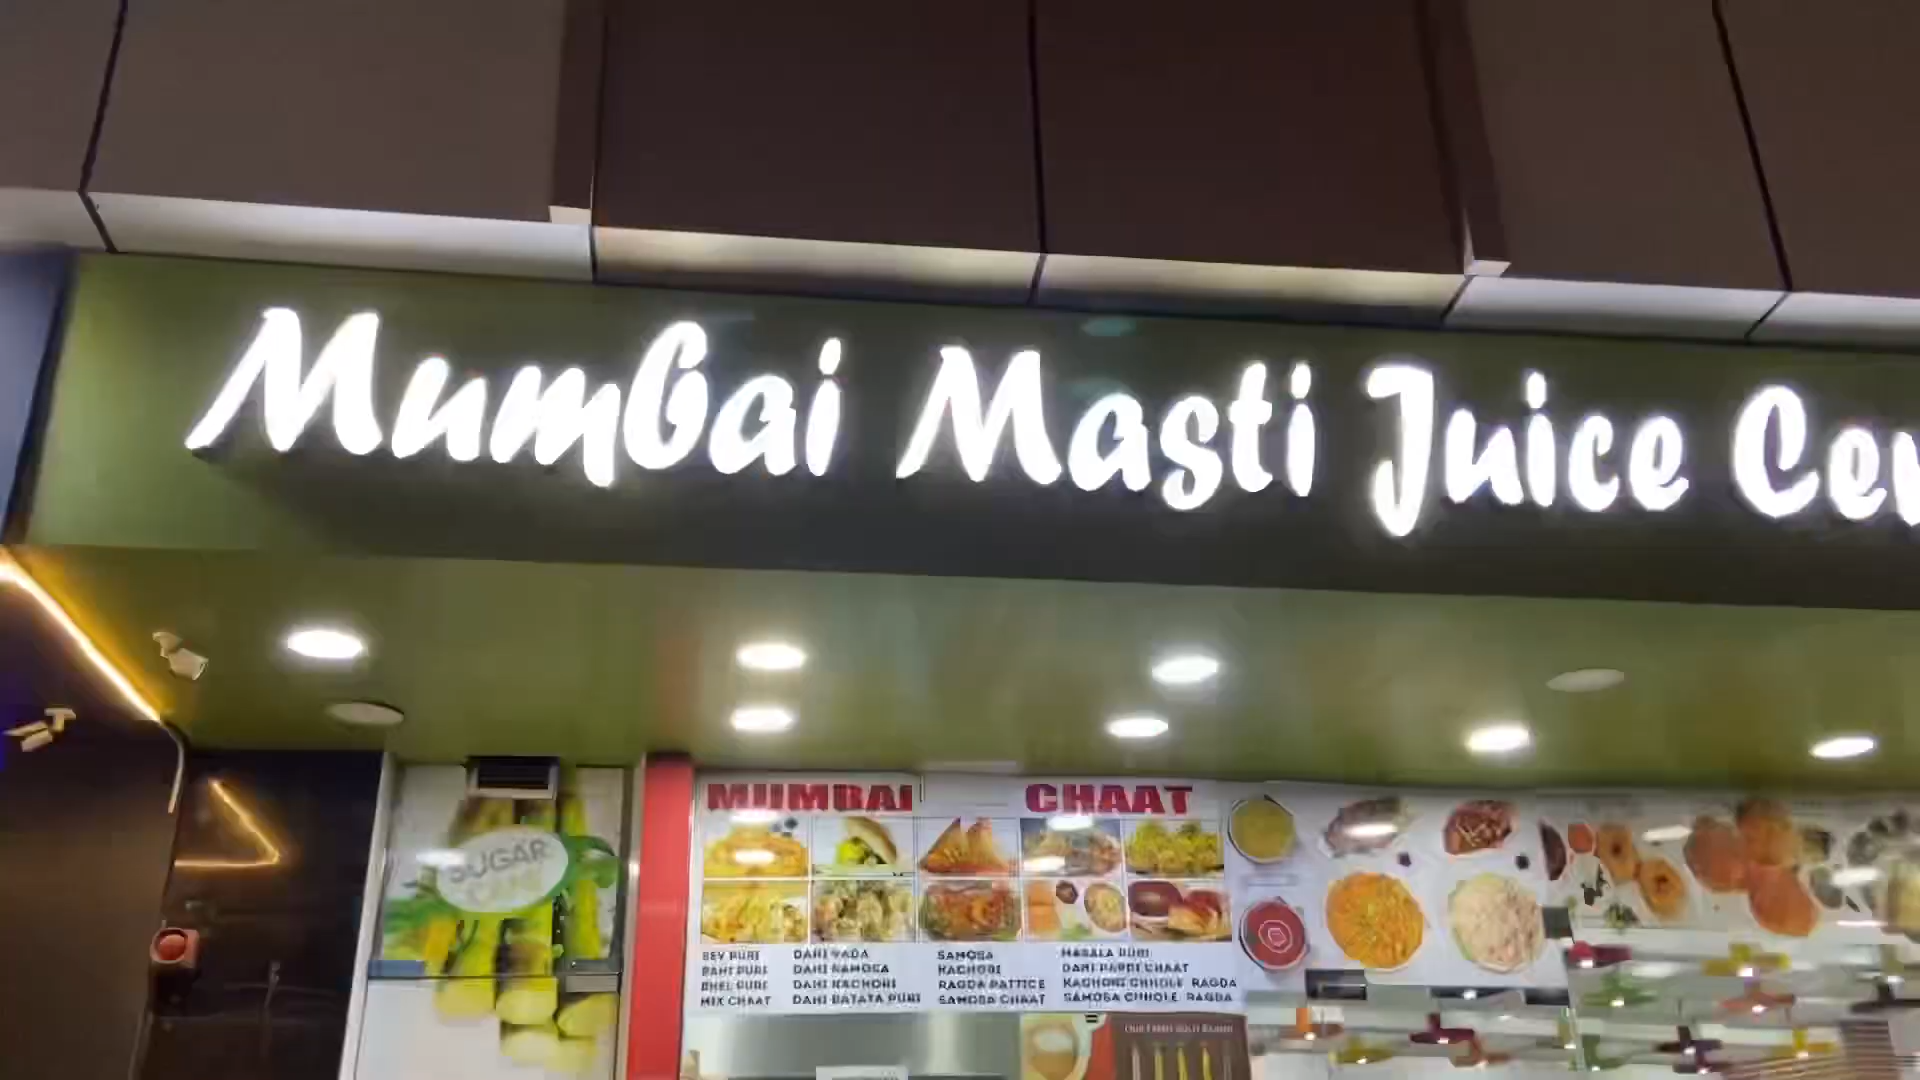 Mumbai Masti Juice Cen
SUGAR
MUMBAI CHAAT
SEV PURI
DAHI PURI
BHEL PURI
MIX CHAAT
DAHI VADA
DAHI SAMOSA
DAHI KACHORI
DAHI BATATA PURI
SAMOSA
KACHORI
RAGDA PATTICE
SAMOSA CHAAT
MASALA PURI
DAHI PAPDI CHAAT
KACHORI CHHOLE RAGDA
SAMOSA CHHOLE RAGDA